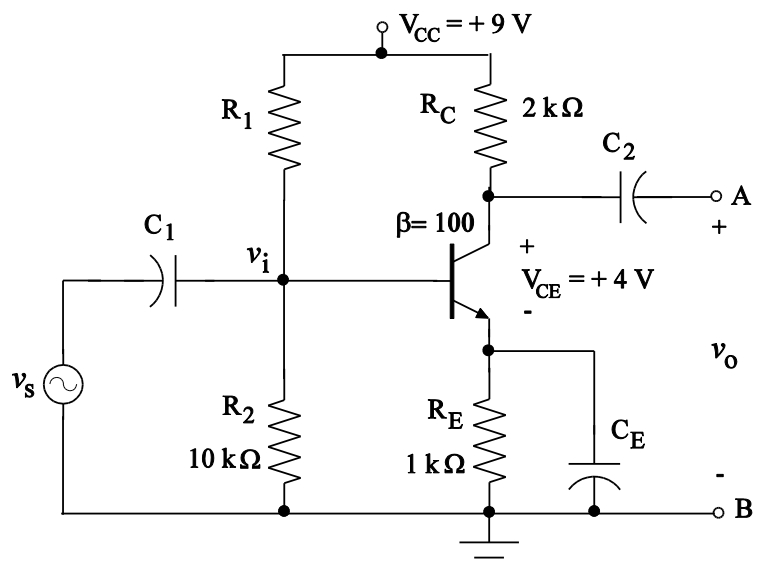 V_CC = + 9 V
R_1
R_C
2 kΩ
C_2
A
+
β= 100
C_1
v_i
+
V_CE = + 4 V
-
v_s
v_o
R_2
10 kΩ
R_E
1 kΩ
C_E
-
B